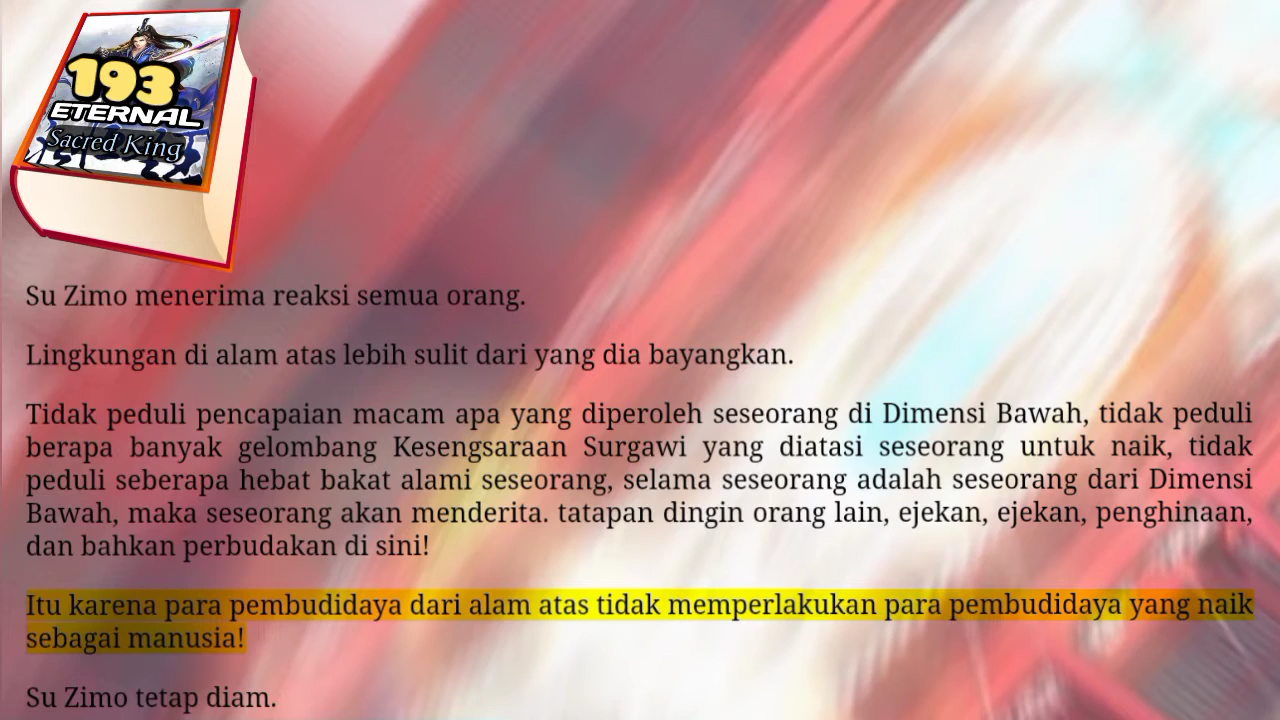 193
ETERNAL
Sacred King
Su Zimo menerima reaksi semua orang.
Lingkungan di alam atas lebih sulit dari yang dia bayangkan.
Tidak peduli pencapaian macam apa yang diperoleh seseorang di Dimensi Bawah, tidak peduli
berapa banyak gelombang Kesengsaraan Surgawi yang diatasi seseorang untuk naik, tidak
peduli seberapa hebat bakat alami seseorang, selama seseorang adalah seseorang dari Dimensi
Bawah, maka seseorang akan menderita. tatapan dingin orang lain, ejekan, ejekan, penghinaan,
dan bahkan perbudakan di sini!
Itu karena para pembudidaya dari alam atas tidak memperlakukan para pembudidaya yang naik
sebagai manusia!
Su Zimo tetap diam.